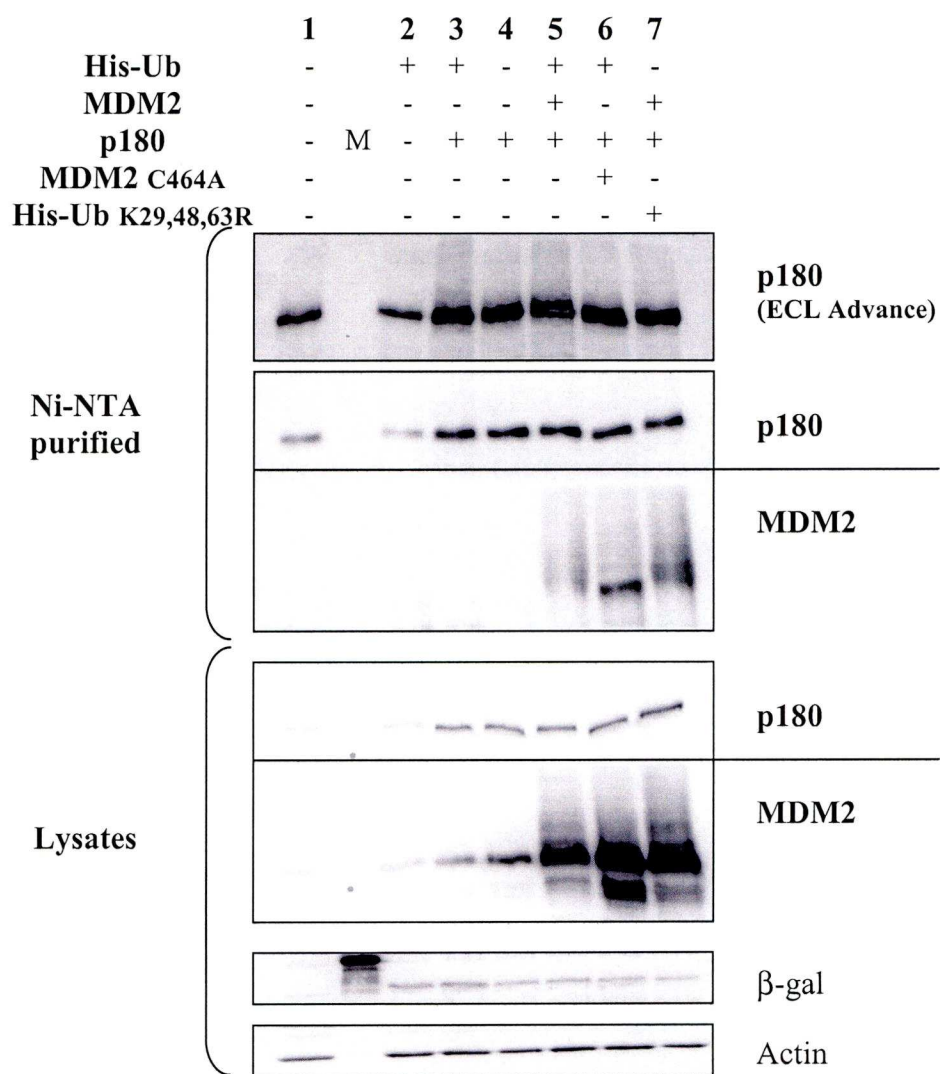 1 2 3 4 5 6 7
His-Ub - + + - + + -
MDM2 - - - - + - +
p180 - M - + + + + +
MDM2 C464A - - - - - + -
His-Ub K29,48,63R - - - - - - +
p180
(ECL Advance)
Ni-NTA
purified
p180
MDM2
p180
Lysates
MDM2
β-gal
Actin